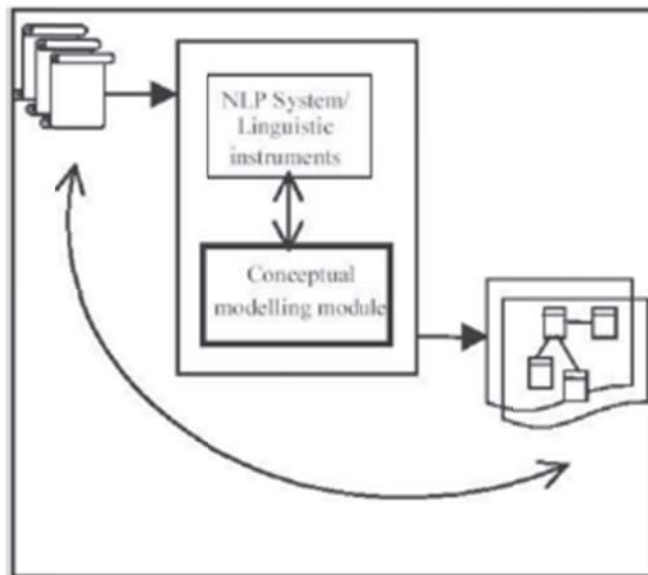 NLP System/
Linguistic
instruments
Conceptual
modelling module